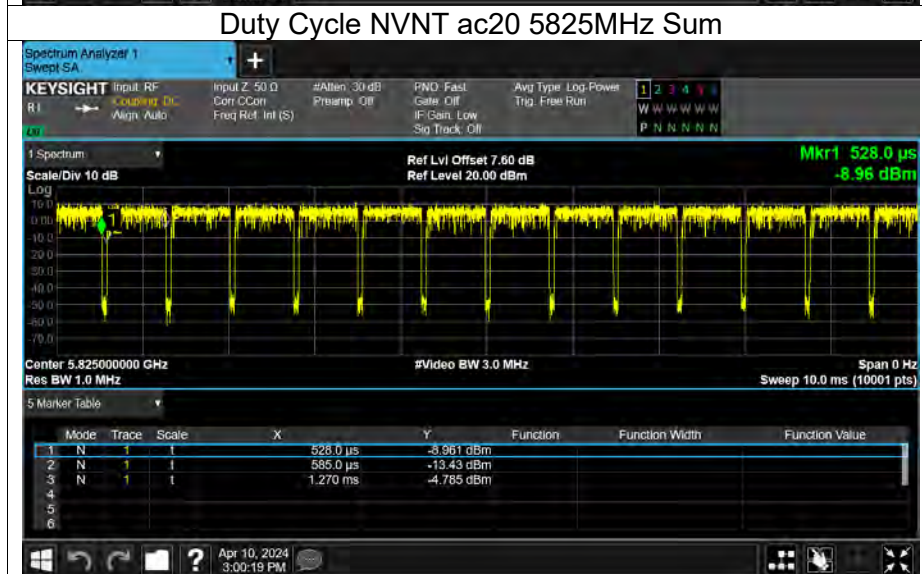 Duty Cycle NVNT ac20 5825MHz Sum
Spectrum Analyzer 1
Swept SA
+
KEYSIGHT Input: RF Input Z: 50 Ω #Atten: 30 dB PNO: Fast Avg Type: Log-Power 1 2 3 4 5 6
R L Coupling: DC Corr CCorr Preamp: Off Gate: Off Trig: Free Run W W W W W W
Align: Auto Freq Ref: Int (S) IF Gain: Low
Sig Track: Off P N N N N N
1 Spectrum
Ref Lvl Offset 7.60 dB Mkr1 528.0 µs
Scale/Div 10 dB Ref Level 20.00 dBm -8.96 dBm
Log
10.0
0.00
-10.0
-20.0
-30.0
-40.0
-50.0
-60.0
-70.0
1
Center 5.825000000 GHz #Video BW 3.0 MHz Span 0 Hz
Res BW 1.0 MHz Sweep 10.0 ms (10001 pts)
5 Marker Table
Mode Trace Scale X Y Function Function Width Function Value
1 N 1 t 528.0 µs -8.961 dBm
2 N 1 t 585.0 µs -13.43 dBm
3 N 1 t 1.270 ms -4.785 dBm
4
5
6
? Apr 10, 2024
3:00:19 PM